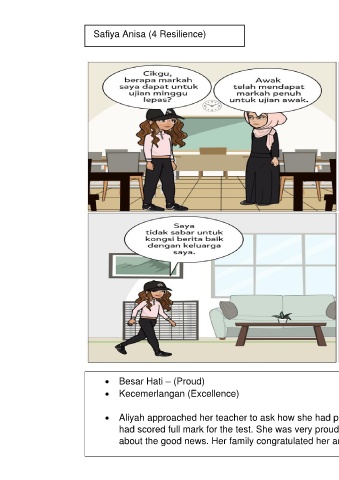 Safiya Anisa (4 Resilience)
Cikgu,
berapa markah
saya dapat untuk
ujian minggu
lepas?
Awak
telah mendapat
markah penuh
untuk ujian awak.
Saya
tidak sabar untuk
kongsi berita baik
dengan keluarga
saya.
• Besar Hati – (Proud)
• Kecemerlangan (Excellence)
• Aliyah approached her teacher to ask how she had
had scored full mark for the test. She was very proud
about the good news. Her family congratulated her